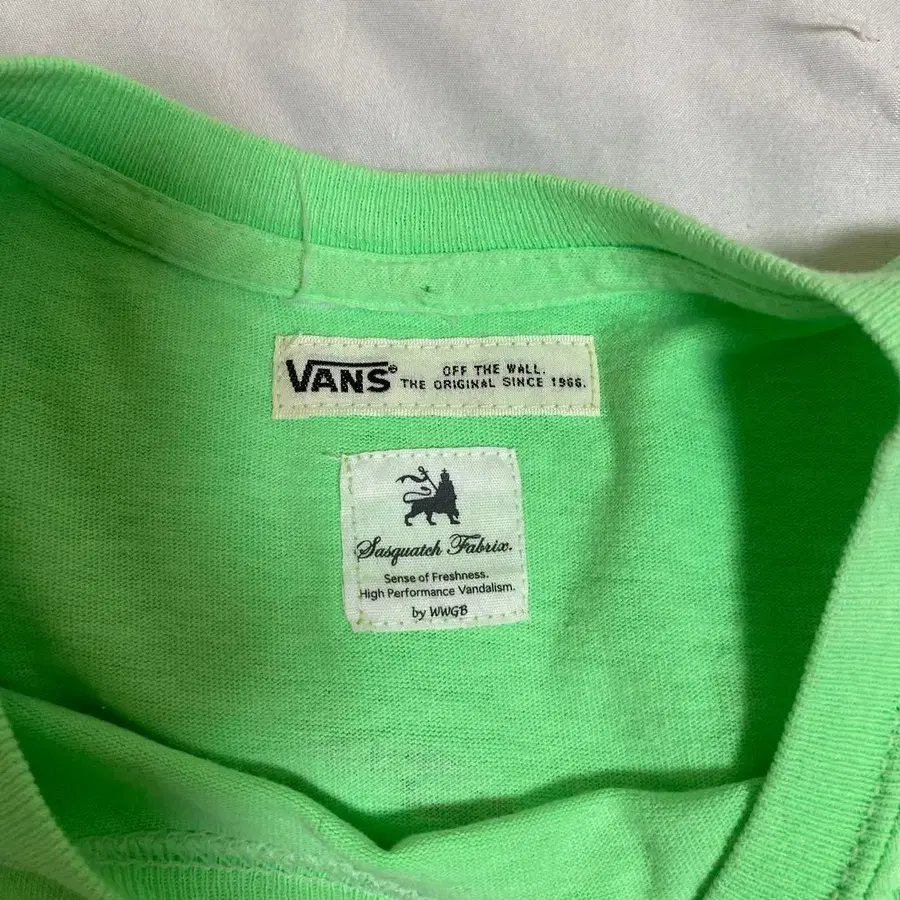 VANS® OFF THE WALL.
THE ORIGINAL SINCE 1966.
Sasquatch Fabrix.
Sense of Freshness.
High Performance Vandalism.
by WWGB